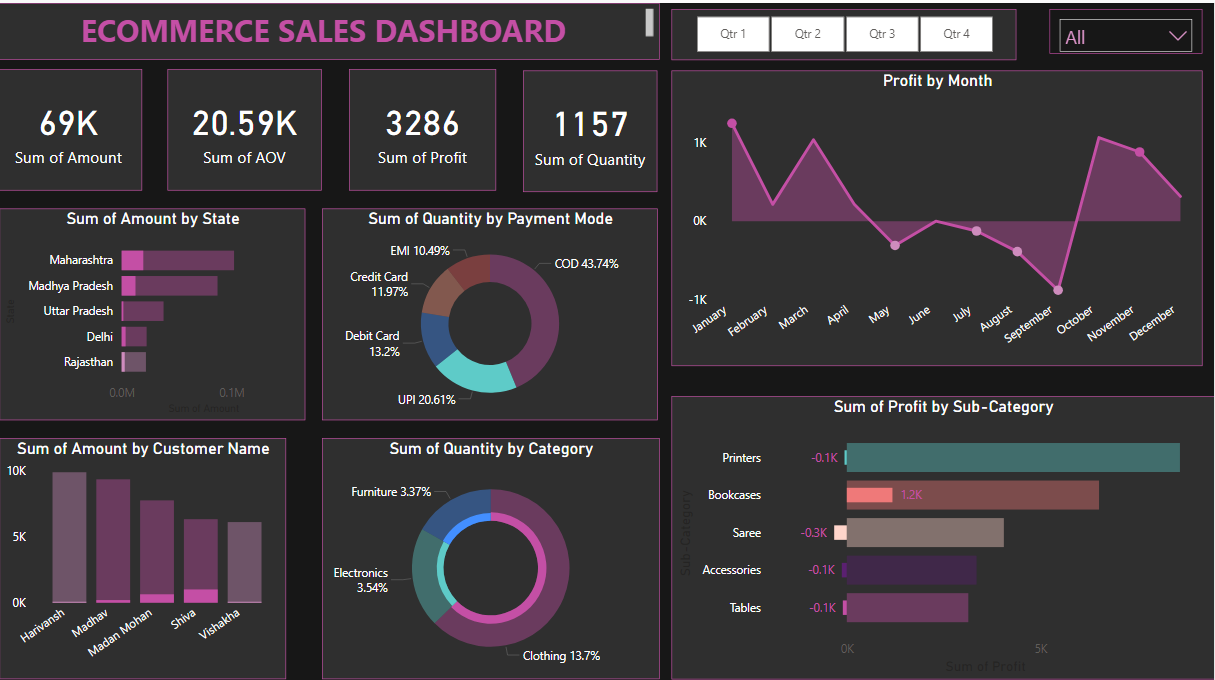 ECOMMERCE SALES DASHBOARD
Qtr 1
Qtr 2
Qtr 3
Qtr 4
All
69K
Sum of Amount
20.59K
Sum of AOV
3286
Sum of Profit
1157
Sum of Quantity
Profit by Month
1K
0K
-1K
January
February
March
April
May
June
July
August
September
October
November
December
Sum of Amount by State
State
Maharashtra
Madhya Pradesh
Uttar Pradesh
Delhi
Rajasthan
0.0M
0.1M
Sum of Amount
Sum of Quantity by Payment Mode
EMI 10.49%
COD 43.74%
Credit Card
11.97%
Debit Card
13.2%
UPI 20.61%
Sum of Amount by Customer Name
10K
5K
0K
Harivansh
Madhav
Madan Mohan
Shiva
Vishakha
Sum of Quantity by Category
Furniture 3.37%
Electronics
3.54%
Clothing 13.7%
Sum of Profit by Sub-Category
Sub-Category
Printers
-0.1K
Bookcases
1.2K
Saree
-0.3K
Accessories
-0.1K
Tables
-0.1K
0K
5K
Sum of Profit